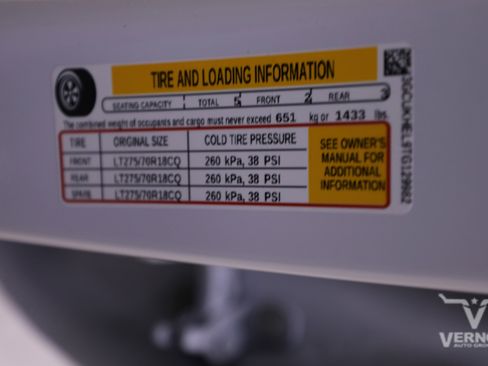 TIRE AND LOADING INFORMATION
SEATING CAPACITY TOTAL 5 FRONT 2 REAR 3
The combined weight of occupants and cargo must never exceed 651 kg or 1433 lbs.
TIRE ORIGINAL SIZE COLD TIRE PRESSURE
FRONT LT275/70R18CQ 260 kPa, 38 PSI
REAR LT275/70R18CQ 260 kPa, 38 PSI
SPARE LT275/70R18CQ 260 kPa, 38 PSI
SEE OWNER'S
MANUAL FOR
ADDITIONAL
INFORMATION
AUTO GROUP